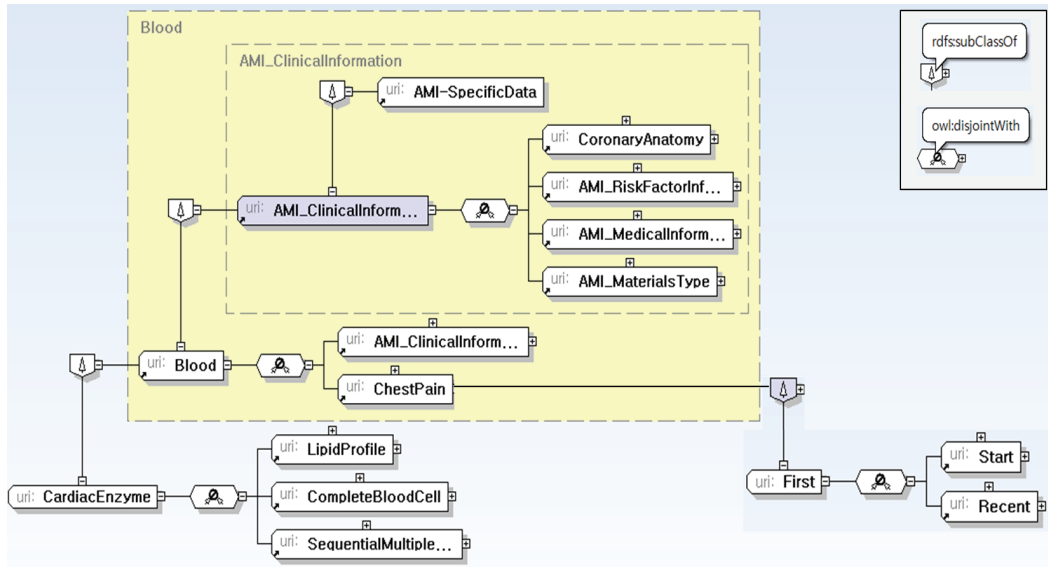 Blood
rdfs:subClassOf
AMI_ClinicalInformation
uri: AMI-SpecificData
owl:disjointWith
uri: CoronaryAnatomy
uri: AMI_RiskFactorInf...
uri: AMI_ClinicalInform...
uri: AMI_MedicalInform...
uri: AMI_MaterialsType
uri: AMI_ClinicalInform...
uri: Blood
uri: ChestPain
uri: LipidProfile
uri: Start
uri: First
uri: CardiacEnzyme
uri: CompleteBloodCell
uri: Recent
uri: SequentialMultiple...